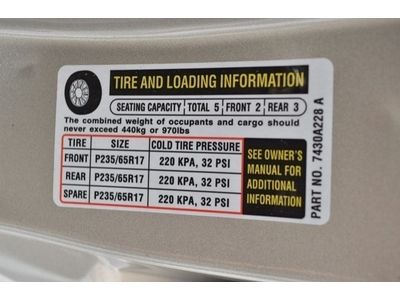 TIRE AND LOADING INFORMATION
SEATING CAPACITY TOTAL 5 FRONT 2 REAR 3
The combined weight of occupants and cargo should
never exceed 440kg or 970lbs
TIRE SIZE COLD TIRE PRESSURE
FRONT P235/65R17 220 KPA, 32 PSI
REAR P235/65R17 220 KPA, 32 PSI
SPARE P235/65R17 220 KPA, 32 PSI
SEE OWNER'S
MANUAL FOR
ADDITIONAL
INFORMATION
PART NO. 7430A228 A